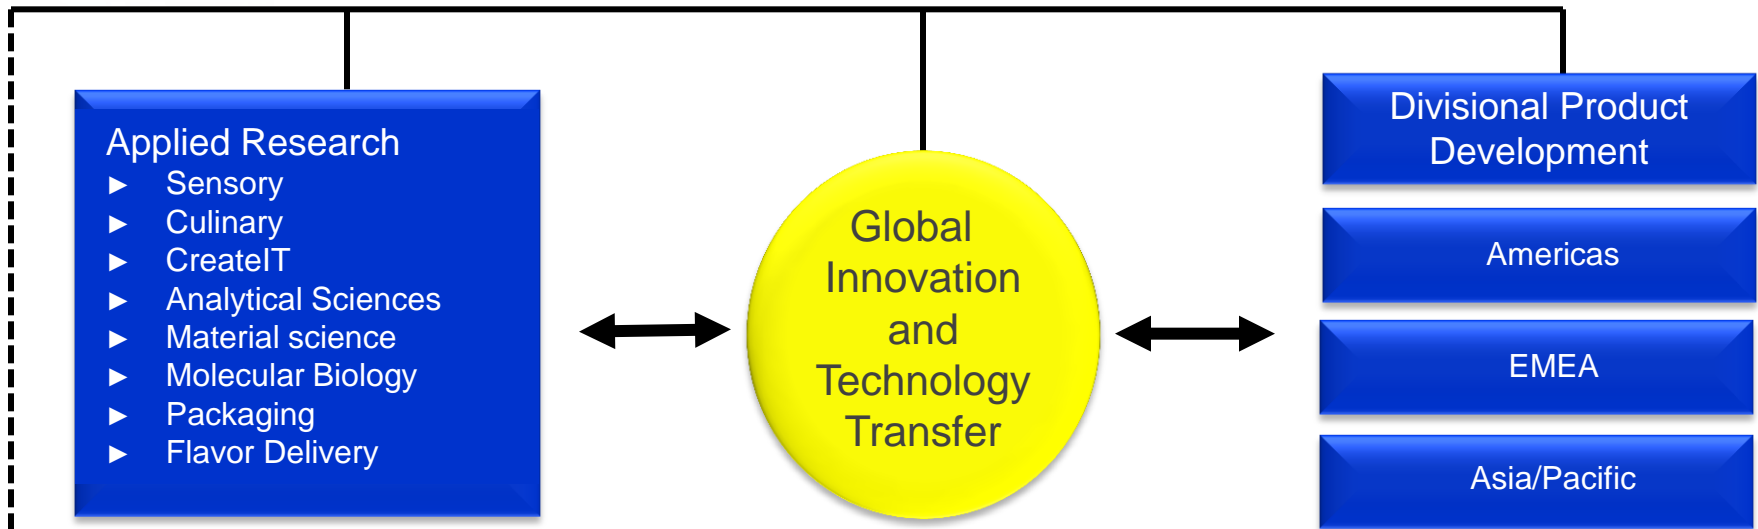 Applied Research
► Sensory
► Culinary
► CreateIT
► Analytical Sciences
► Material science
► Molecular Biology
► Packaging
► Flavor Delivery
Global
Innovation
and
Technology
Transfer
Divisional Product
Development
Americas
EMEA
Asia/Pacific